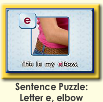 e
this is my elbow.
Sentence Puzzle:
Letter e, elbow